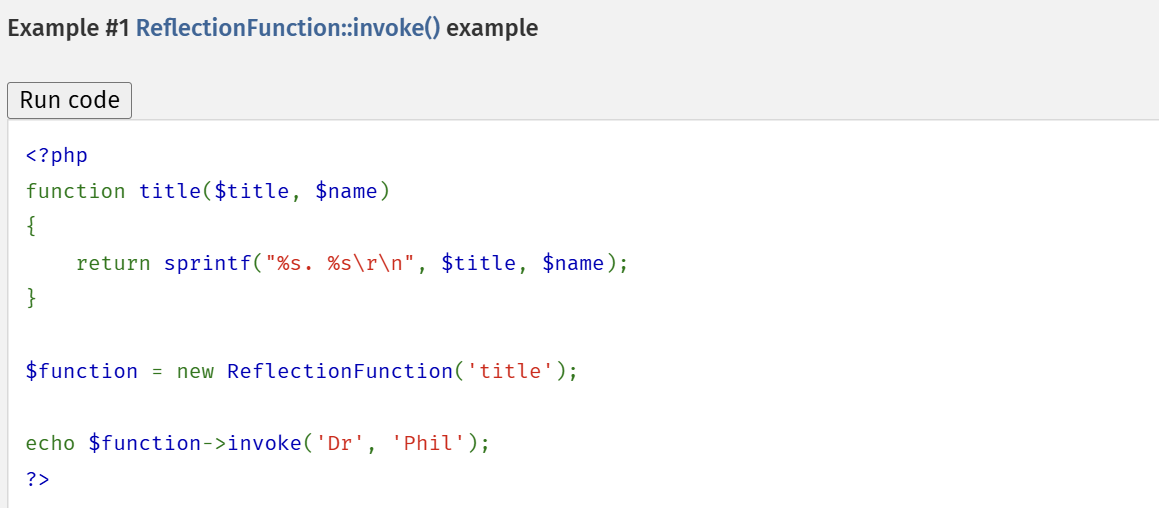 Example #1 ReflectionFunction::invoke() example
Run code
<?php
function title($title, $name)
{
    return sprintf("%s. %s\r\n", $title, $name);
}
$function = new ReflectionFunction('title');
echo $function->invoke('Dr', 'Phil');
?>